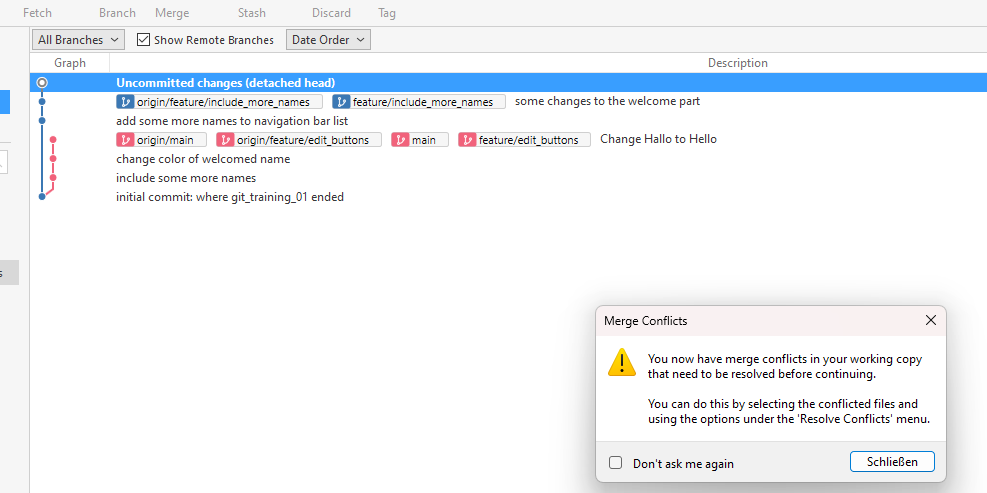 Fetch Branch Merge Stash Discard Tag
All Branches Show Remote Branches Date Order
Graph Description
Uncommitted changes (detached head)
origin/feature/include_more_names feature/include_more_names some changes to the welcome part
add some more names to navigation bar list
origin/main origin/feature/edit_buttons main feature/edit_buttons Change Hallo to Hello
change color of welcomed name
include some more names
initial commit: where git_training_01 ended
Merge Conflicts
You now have merge conflicts in your working copy
that need to be resolved before continuing.
You can do this by selecting the conflicted files and
using the options under the 'Resolve Conflicts' menu.
Don't ask me again Schließen